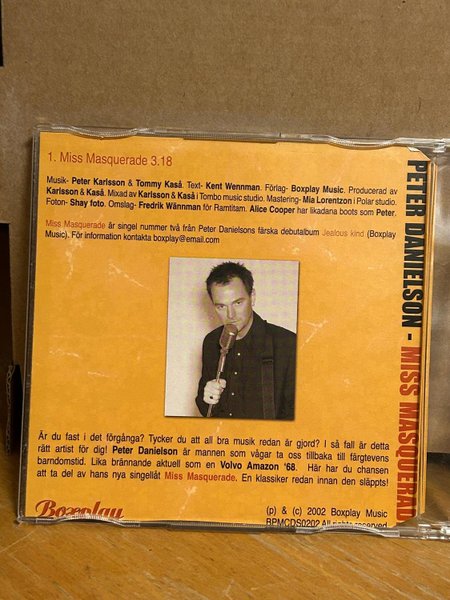 1. Miss Masquerade 3.18
Musik- Peter Karlsson & Tommy Kaså. Text- Kent Wennman. Förlag- Boxplay Music. Producerad av
Karlsson & Kaså. Mixad av Karlsson & Kaså i Tombo music studio. Mastering- Mia Lorentzon i Polar studio.
Foton- Shay foto. Omslag- Fredrik Wännman för Ramtitam. Alice Cooper har likadana boots som Peter.
Miss Masquerade är singel nummer två från Peter Danielsons färska debutalbum Jealous kind (Boxplay
Music). För information kontakta boxplay@email.com
PETER DANIELSON - MISS MASQUERAD
Är du fast i det förgånga? Tycker du att all bra musik redan är gjord? I så fall är detta
rätt artist för dig! Peter Danielson är mannen som vågar ta oss tillbaka till färgtevens
barndomstid. Lika brännande aktuell som en Volvo Amazon '68. Här har du chansen
att ta del av hans nya singellåt Miss Masquerade. En klassiker redan innan den släppts!
Boxplay
(p) & (c) 2002 Boxplay Music
BPMCDS0202 All rights reserved